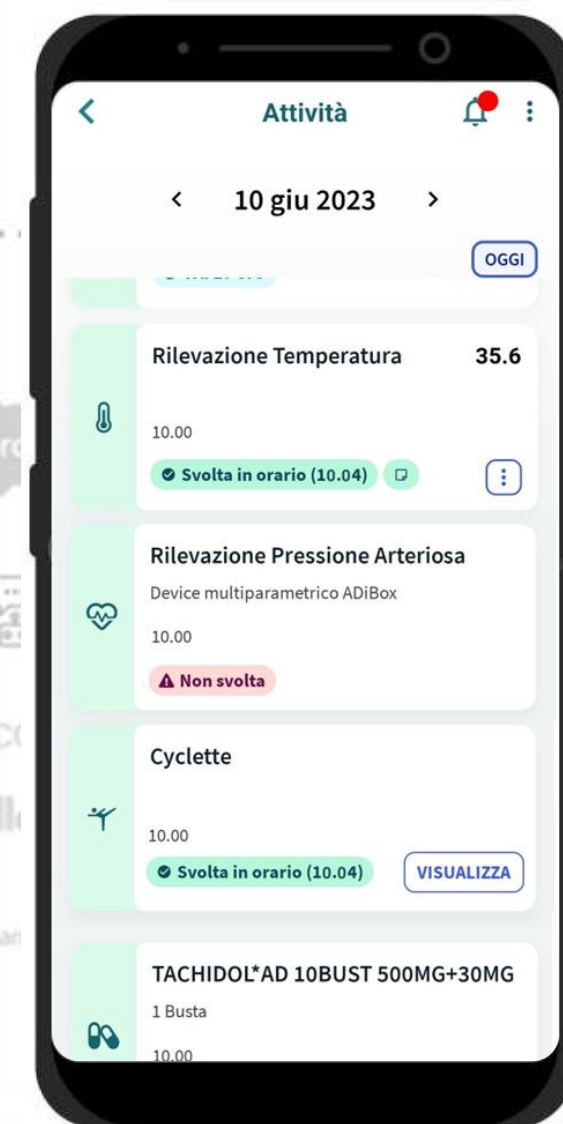 Attività
10 giu 2023
OGGI
Rilevazione Temperatura 35.6
10.00
Svolta in orario (10.04)
Rilevazione Pressione Arteriosa
Device multiparametrico ADiBox
10.00
Non svolta
Cyclette
10.00
Svolta in orario (10.04) VISUALIZZA
TACHIDOL*AD 10BUST 500MG+30MG
1 Busta
10.00